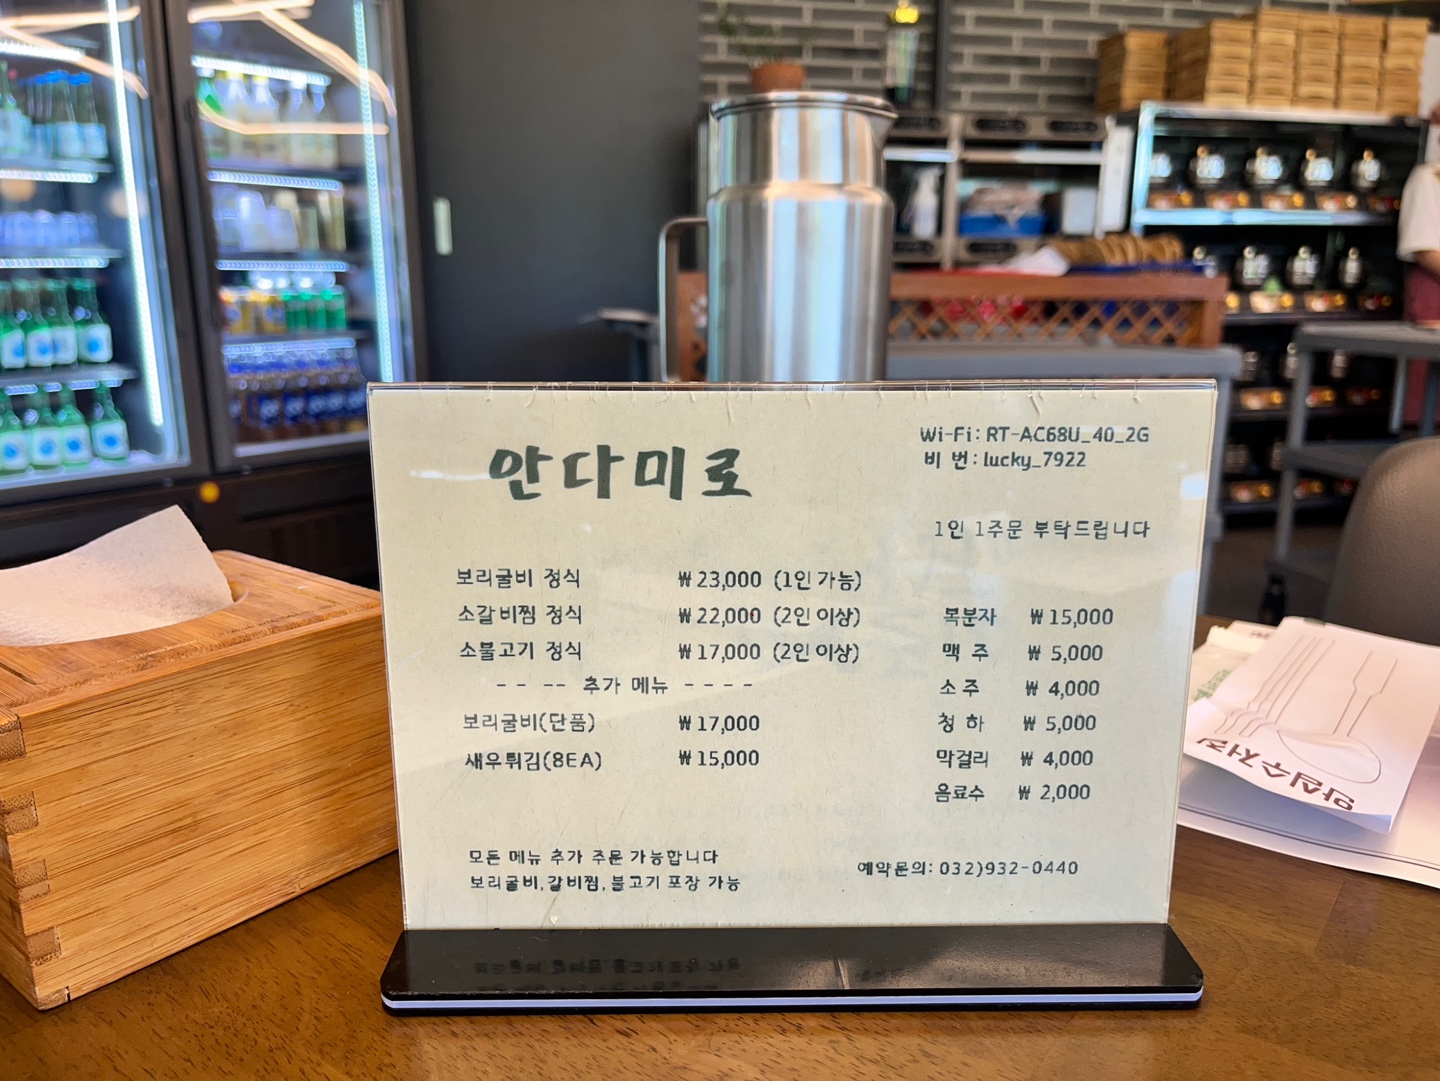 안다미로
Wi-Fi: RT-AC68U_40_2G
비 번: lucky_7922
1인 1주문 부탁드립니다
보리굴비 정식 ₩23,000 (1인 가능)
소갈비찜 정식 ₩22,000 (2인 이상)
소불고기 정식 ₩17,000 (2인 이상)
-- -- 추가 메뉴 ----
보리굴비(단품) ₩17,000
새우튀김(8EA) ₩15,000
복분자 ₩15,000
맥 주 ₩ 5,000
소 주 ₩ 4,000
청 하 ₩ 5,000
막걸리 ₩ 4,000
음료수 ₩ 2,000
모든 메뉴 추가 주문 가능합니다
보리굴비,갈비찜,불고기 포장 가능
예약문의: 032)932-0440
안심수저집